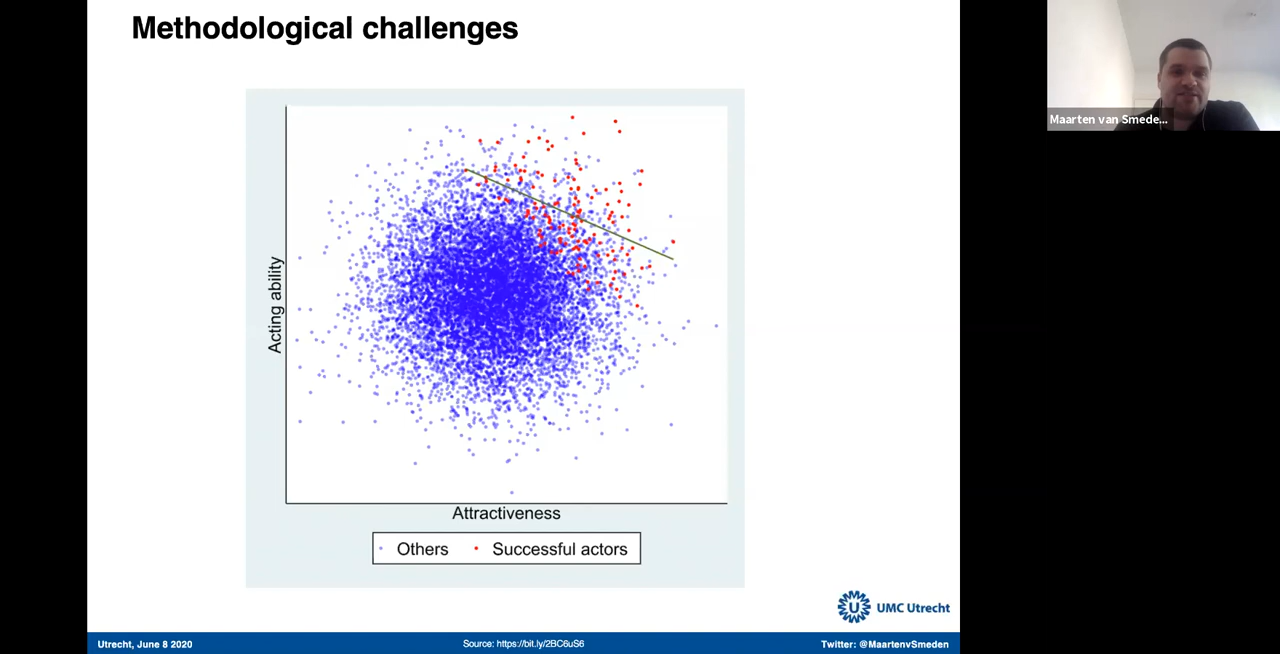 Methodological challenges
Maarten van Smede...
Acting ability
Attractiveness
Others Successful actors
UMC Utrecht
Utrecht, June 8 2020 Source: https://bit.ly/2BC6uS6 Twitter: @MaartenvSmeden